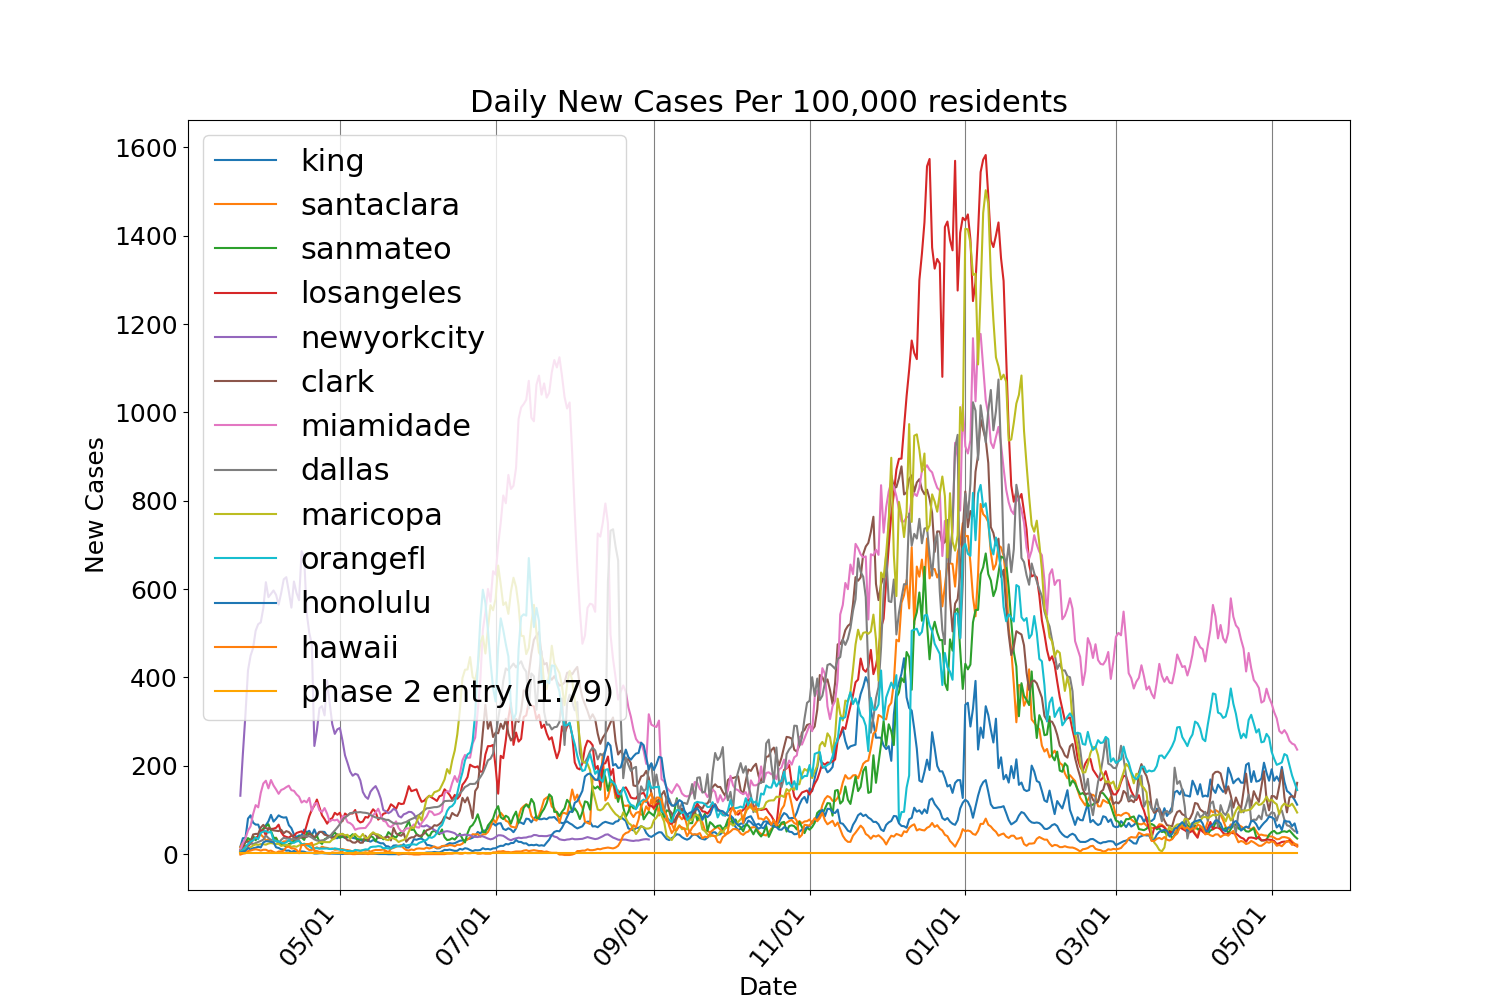 Daily New Cases Per 100,000 residents
1600
1400
1200
1000
800
600
400
200
0
New Cases
king
santaclara
sanmateo
losangeles
newyorkcity
clark
miamidade
dallas
maricopa
orangefl
honolulu
hawaii
phase 2 entry (1.79)
05/01
07/01
09/01
11/01
01/01
03/01
05/01
Date